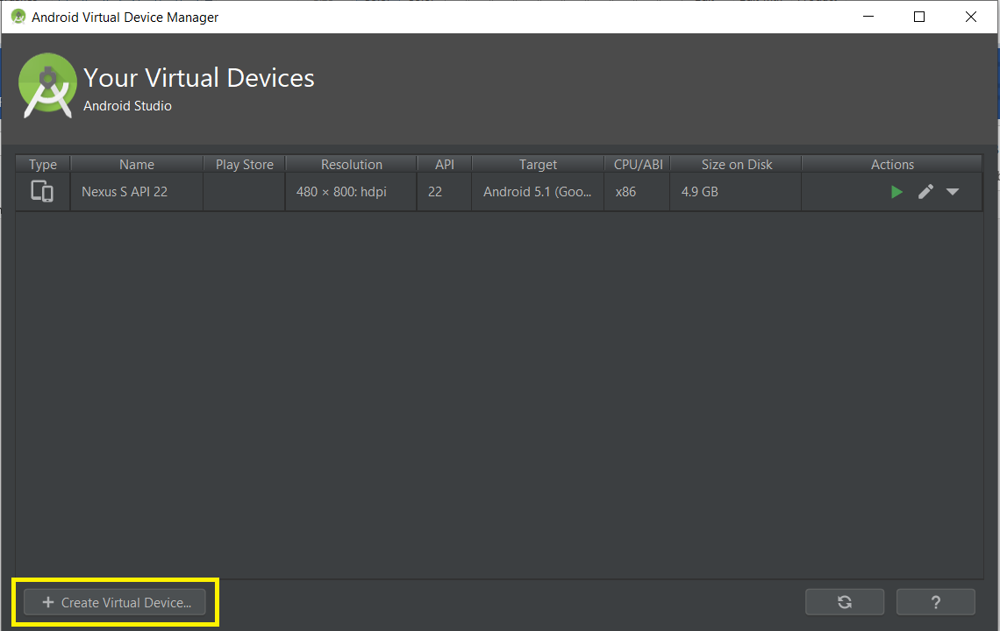 Android Virtual Device Manager
Your Virtual Devices
Android Studio
Type Name Play Store Resolution API Target CPU/ABI Size on Disk Actions
Nexus S API 22 480 × 800: hdpi 22 Android 5.1 (Goo... x86 4.9 GB
+ Create Virtual Device... ?